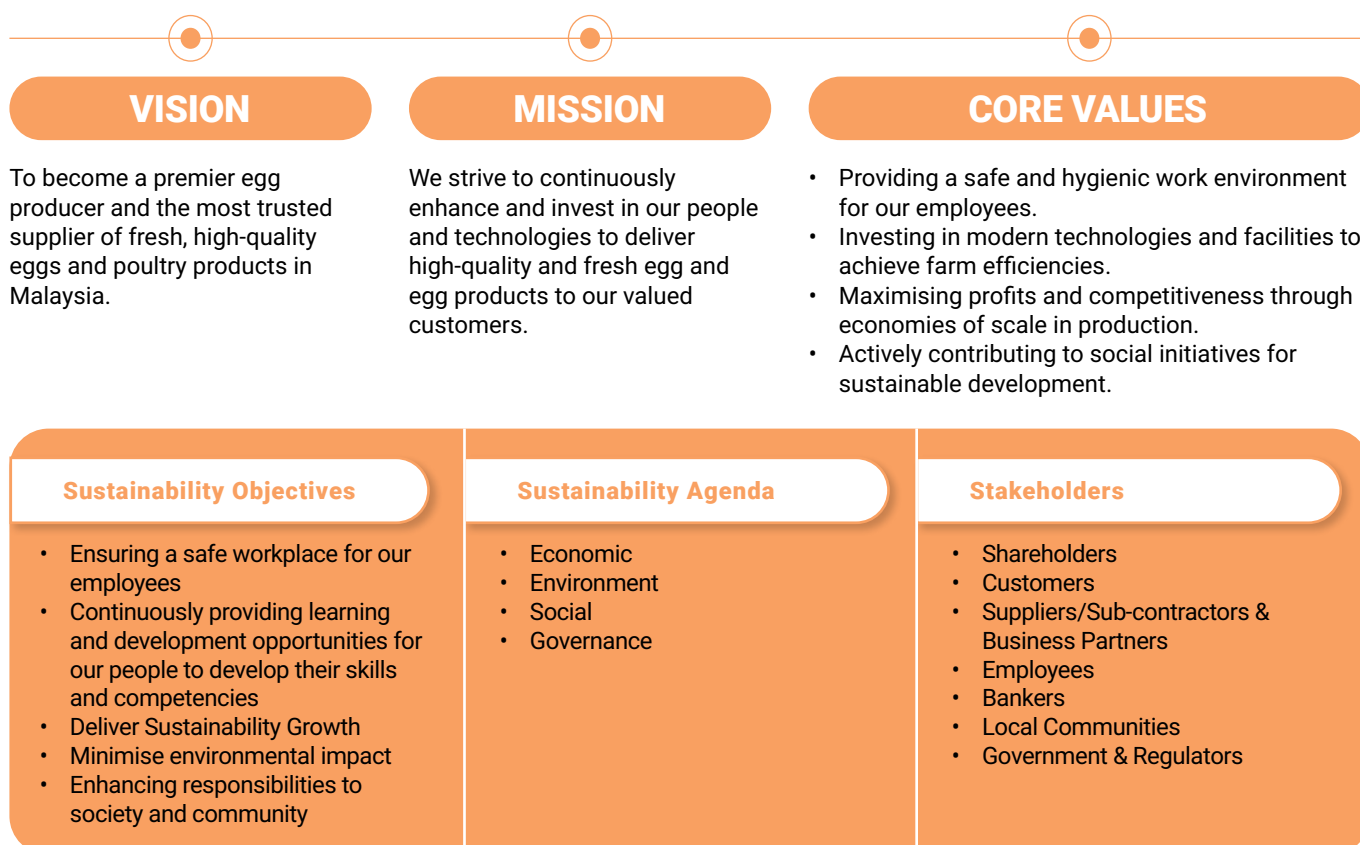 VISION
To become a premier egg
producer and the most trusted
supplier of fresh, high-quality
eggs and poultry products in
Malaysia.
MISSION
We strive to continuously
enhance and invest in our people
and technologies to deliver
high-quality and fresh egg and
egg products to our valued
customers.
CORE VALUES
• Providing a safe and hygienic work environment
for our employees.
• Investing in modern technologies and facilities to
achieve farm efficiencies.
• Maximising profits and competitiveness through
economies of scale in production.
• Actively contributing to social initiatives for
sustainable development.
Sustainability Objectives
• Ensuring a safe workplace for our
employees
• Continuously providing learning
and development opportunities for
our people to develop their skills
and competencies
• Deliver Sustainability Growth
• Minimise environmental impact
• Enhancing responsibilities to
society and community
Sustainability Agenda
• Economic
• Environment
• Social
• Governance
Stakeholders
• Shareholders
• Customers
• Suppliers/Sub-contractors &
Business Partners
• Employees
• Bankers
• Local Communities
• Government & Regulators